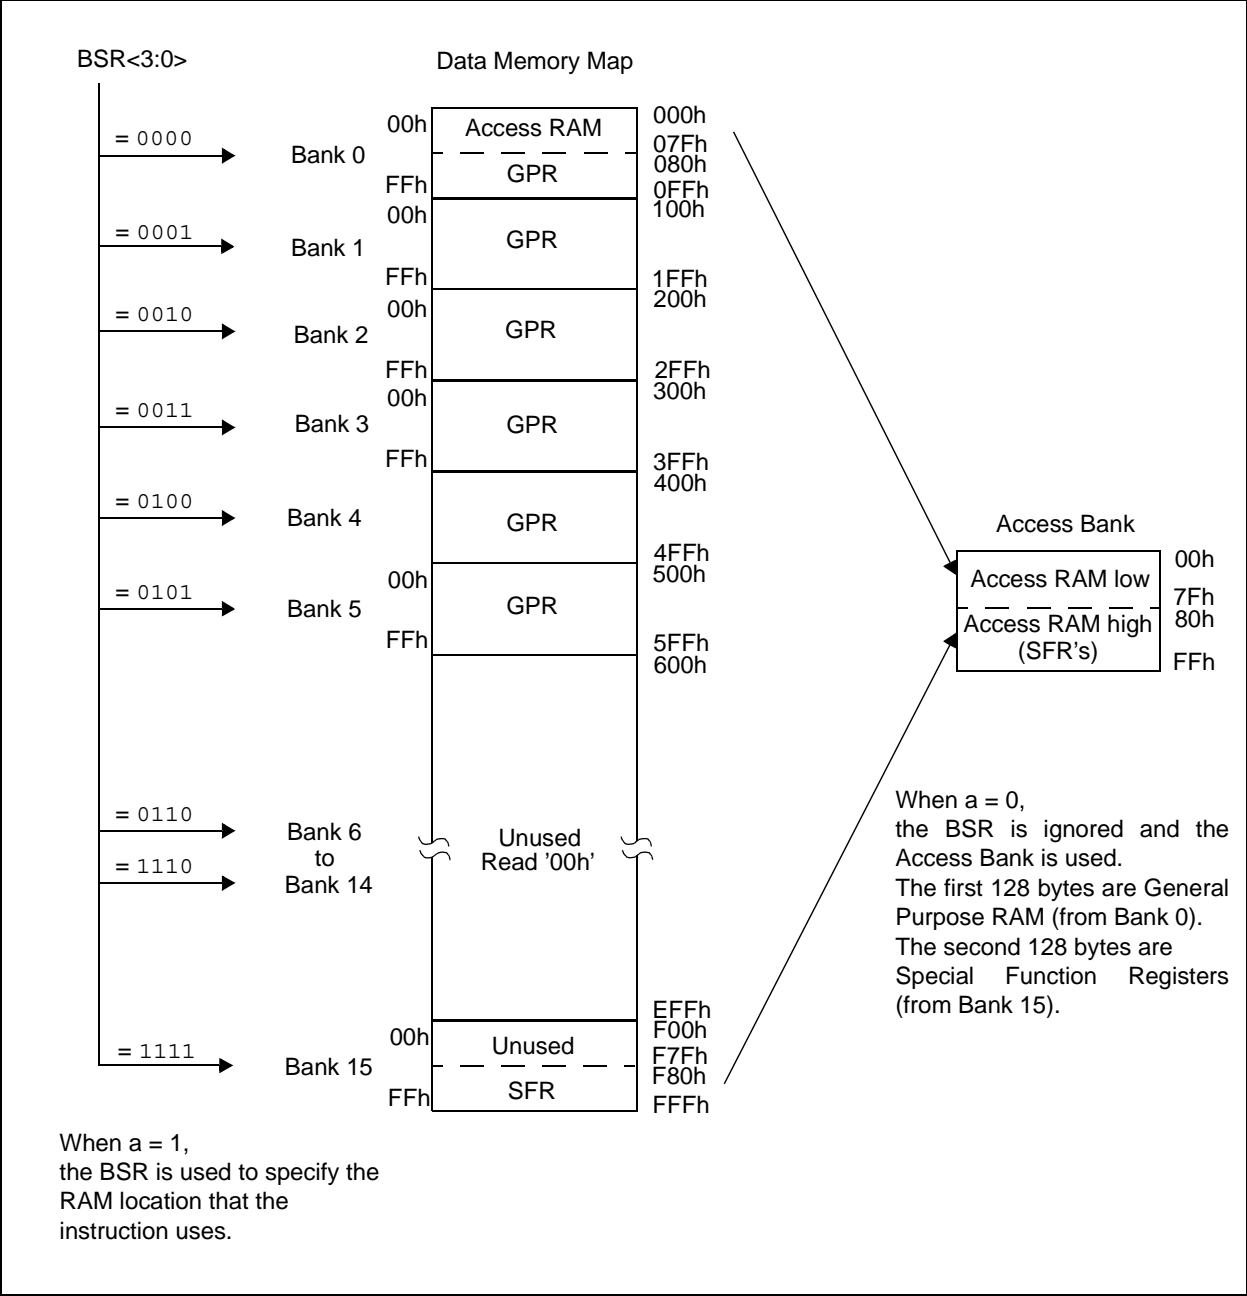 BSR<3:0>
Data Memory Map
= 0000
Bank 0
00h
Access RAM
000h
07Fh
080h
GPR
FFh
0FFh
= 0001
Bank 1
00h
100h
GPR
FFh
1FFh
= 0010
Bank 2
00h
200h
GPR
FFh
2FFh
= 0011
Bank 3
00h
300h
GPR
FFh
3FFh
= 0100
Bank 4
400h
GPR
4FFh
= 0101
Bank 5
00h
500h
GPR
FFh
5FFh
600h
= 0110
Bank 6
to
= 1110
Bank 14
Unused
Read '00h'
EFFh
= 1111
Bank 15
00h
F00h
Unused
F7Fh
F80h
SFR
FFh
FFFh
Access Bank
Access RAM low
00h
7Fh
80h
Access RAM high
(SFR's)
FFh
When a = 0,
the BSR is ignored and the
Access Bank is used.
The first 128 bytes are General
Purpose RAM (from Bank 0).
The second 128 bytes are
Special Function Registers
(from Bank 15).
When a = 1,
the BSR is used to specify the
RAM location that the
instruction uses.